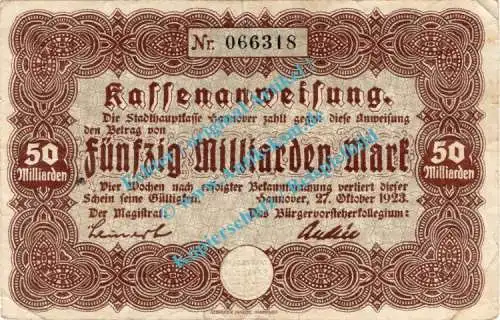 Nr. 066318
Kassenanweisung.
Die Stadthauptkasse Hannover zahlt gegen diese Anweisung
den Betrag von
50 Milliarden
Fünfzig Milliarden Mark
50 Milliarden
Vier Wochen nach erfolgter Bekanntmachung verliert dieser
Schein seine Gültigkeit. Hannover, 27. Oktober 1923.
Der Magistrat: Das Bürgervorsteherkollegium:
Leinert